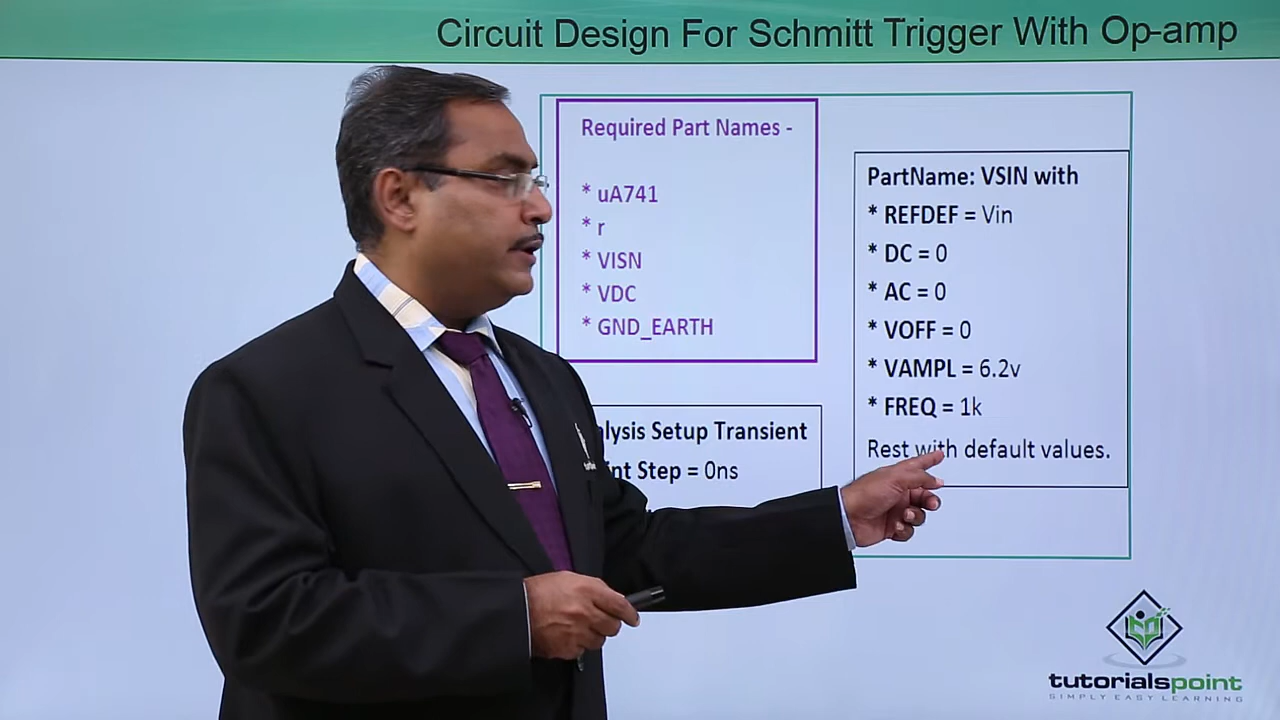 Circuit Design For Schmitt Trigger With Op-amp
Required Part Names -
* uA741
* r
* VISN
* VDC
* GND_EARTH
lysis Setup Transient
nt Step = 0ns
PartName: VSIN with
* REFDEF = Vin
* DC = 0
* AC = 0
* VOFF = 0
* VAMPL = 6.2v
* FREQ = 1k
Rest with default values.
tutorialspoint
SIMPLY EASY LEARNING